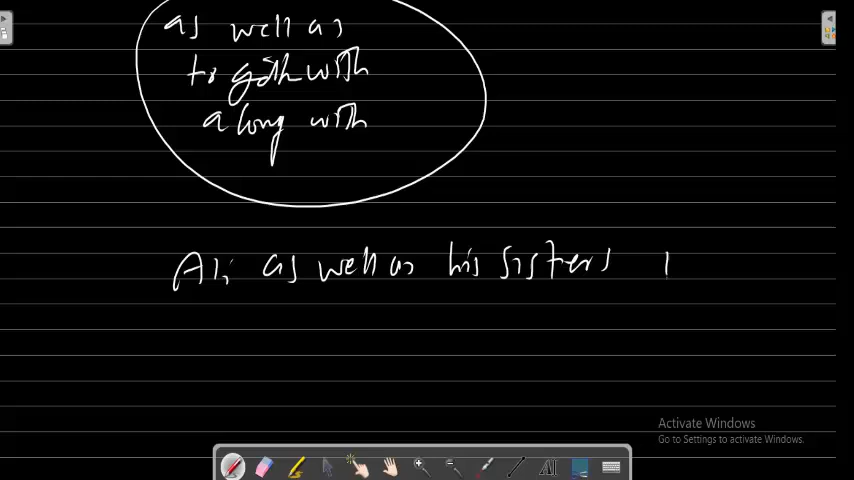 as well as
together with
along with
Ali as well as his sisters
Activate Windows
Go to Settings to activate Windows.